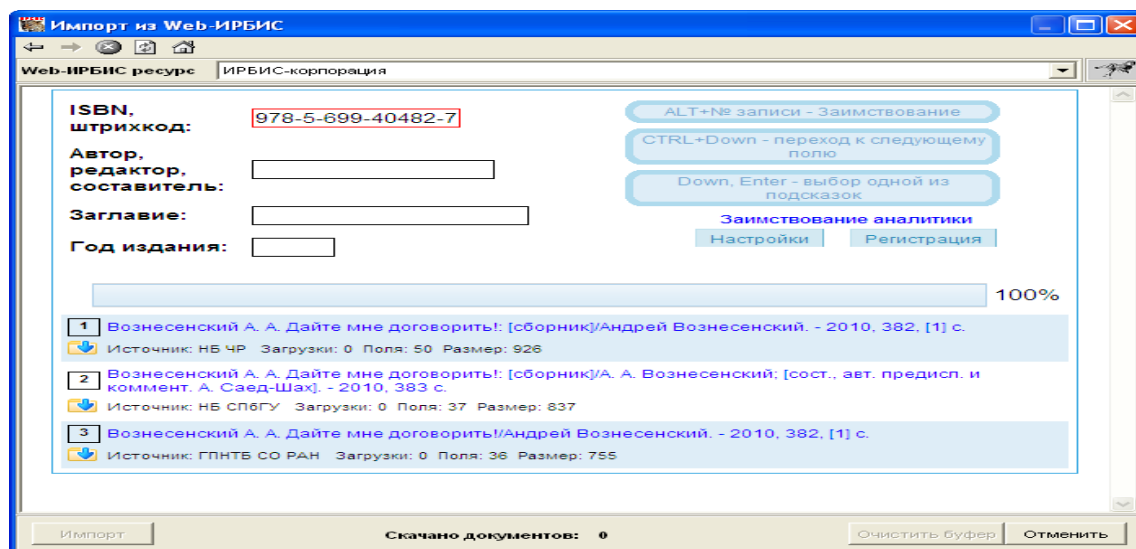 Импорт из Web-ИРБИС
Web-ИРБИС ресурс ИРБИС-корпорация
ISBN,
штрихкод:
978-5-699-40482-7
Автор,
редактор,
составитель:
Заглавие:
Год издания:
ALT+№ записи - Заимствование
CTRL+Down - переход к следующему
полю
Down, Enter - выбор одной из
подсказок
Заимствование аналитики
Настройки Регистрация
100%
1 Вознесенский А. А. Дайте мне договорить!: [сборник]/Андрей Вознесенский. - 2010, 382, [1] с.
Источник: НБ ЧР Загрузки: 0 Поля: 50 Размер: 926
2 Вознесенский А. А. Дайте мне договорить!: [сборник]/А. А. Вознесенский; [сост., авт. предисл. и
коммент. А. Саед-Шах]. - 2010, 383 с.
Источник: НБ СПбГУ Загрузки: 0 Поля: 37 Размер: 837
3 Вознесенский А. А. Дайте мне договорить!/Андрей Вознесенский. - 2010, 382, [1] с.
Источник: ГПНТБ СО РАН Загрузки: 0 Поля: 36 Размер: 755
Импорт Скачано документов: 0 Очистить буфер Отменить